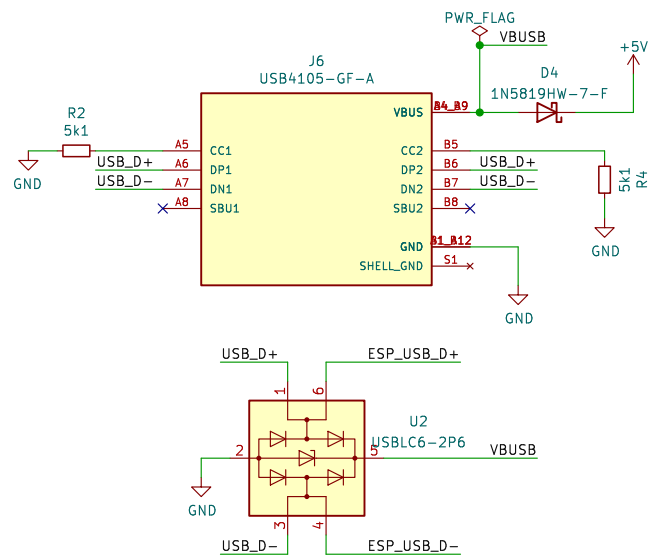 PWR_FLAG
VBUSB
+5V
J6
USB4105-GF-A
D4
1N5819HW-7-F
R2
5k1
GND
VBUS
A5
CC1
CC2
B5
USB_D+
A6
DP1
DP2
B6
USB_D+
USB_D-
A7
DN1
DN2
B7
USB_D-
A8
SBU1
SBU2
B8
5k1
R4
GND
GND
SHELL_GND
S1
GND
USB_D+
ESP_USB_D+
1
6
U2
USBLC6-2P6
2
5
VBUSB
GND
3
4
USB_D-
ESP_USB_D-